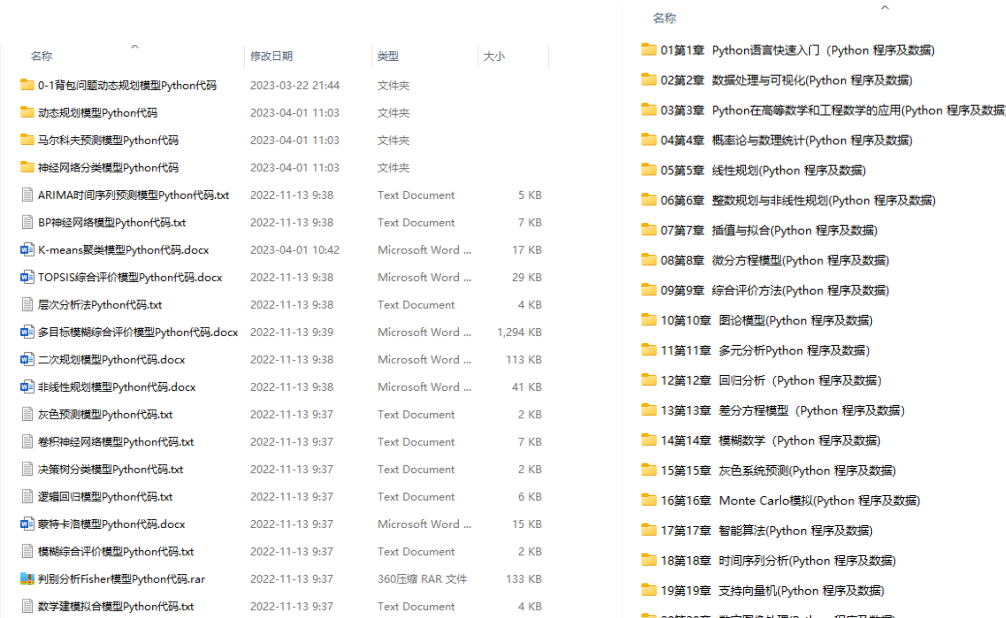 名称 修改日期 类型 大小
0-1背包问题动态规划模型Python代码 2023-03-22 21:44 文件夹
动态规划模型Python代码 2023-04-01 11:03 文件夹
马尔科夫预测模型Python代码 2023-04-01 11:03 文件夹
神经网络分类模型Python代码 2023-04-01 11:03 文件夹
ARIMA时间序列预测模型Python代码.txt 2022-11-13 9:38 Text Document 5 KB
BP神经网络模型Python代码.txt 2022-11-13 9:38 Text Document 7 KB
K-means聚类模型Python代码.docx 2023-04-01 10:42 Microsoft Word ... 17 KB
TOPSIS综合评价模型Python代码.docx 2022-11-13 9:38 Microsoft Word ... 29 KB
层次分析法Python代码.txt 2022-11-13 9:38 Text Document 4 KB
多目标模糊综合评价模型Python代码.docx 2022-11-13 9:39 Microsoft Word ... 1,294 KB
二次规划模型Python代码.docx 2022-11-13 9:38 Microsoft Word ... 113 KB
非线性规划模型Python代码.docx 2022-11-13 9:38 Microsoft Word ... 41 KB
灰色预测模型Python代码.txt 2022-11-13 9:37 Text Document 2 KB
卷积神经网络模型Python代码.txt 2022-11-13 9:37 Text Document 7 KB
决策树分类模型Python代码.txt 2022-11-13 9:37 Text Document 2 KB
逻辑回归模型Python代码.txt 2022-11-13 9:37 Text Document 6 KB
蒙特卡洛模型Python代码.docx 2022-11-13 9:37 Microsoft Word ... 15 KB
模糊综合评价模型Python代码.txt 2022-11-13 9:37 Text Document 2 KB
判别分析Fisher模型Python代码.rar 2022-11-13 9:37 360压缩 RAR 文件 133 KB
数学建模拟合模型Python代码.txt 2022-11-13 9:37 Text Document 4 KB
名称
01第1章 Python语言快速入门（Python 程序及数据)
02第2章 数据处理与可视化(Python 程序及数据)
03第3章 Python在高等数学和工程数学的应用(Python 程序及数据
04第4章 概率论与数理统计(Python 程序及数据)
05第5章 线性规划(Python 程序及数据)
06第6章 整数规划与非线性规划(Python 程序及数据)
07第7章 插值与拟合(Python 程序及数据)
08第8章 微分方程模型(Python 程序及数据)
09第9章 综合评价方法(Python 程序及数据)
10第10章 图论模型(Python 程序及数据)
11第11章 多元分析Python 程序及数据）
12第12章 回归分析（Python 程序及数据）
13第13章 差分方程模型（Python 程序及数据）
14第14章 模糊数学（Python 程序及数据)
15第15章 灰色系统预测(Python 程序及数据)
16第16章 Monte Carlo模拟(Python 程序及数据)
17第17章 智能算法(Python 程序及数据)
18第18章 时间序列分析(Python 程序及数据)
19第19章 支持向量机(Python 程序及数据)